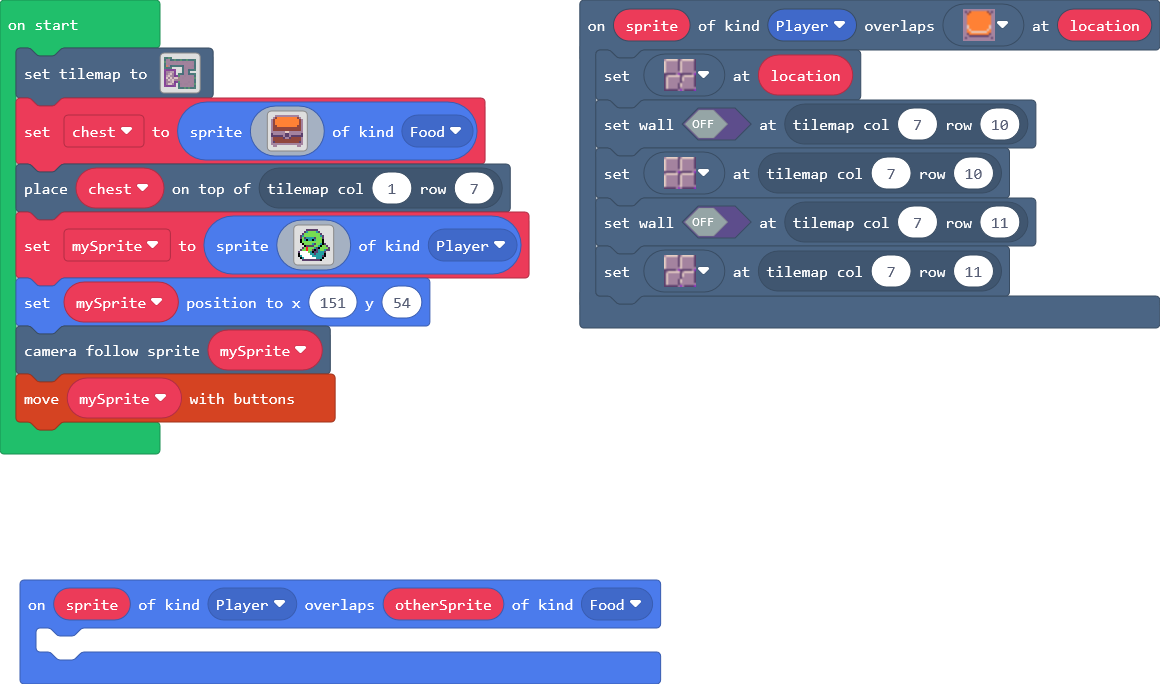 on start
set tilemap to
set chest to sprite of kind Food
place chest on top of tilemap col 1 row 7
set mySprite to sprite of kind Player
set mySprite position to x 151 y 54
camera follow sprite mySprite
move mySprite with buttons
on sprite of kind Player overlaps at location
set at location
set wall OFF at tilemap col 7 row 10
set at tilemap col 7 row 10
set wall OFF at tilemap col 7 row 11
set at tilemap col 7 row 11
on sprite of kind Player overlaps otherSprite of kind Food